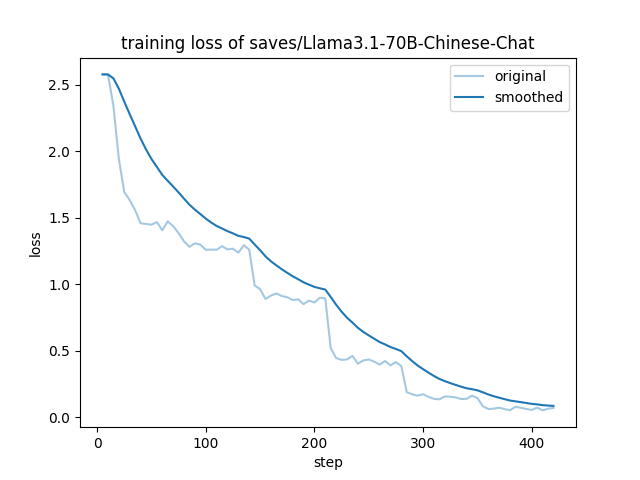 training loss of saves/Llama3.1-70B-Chinese-Chat
original
smoothed
2.5
2.0
1.5
1.0
0.5
0.0
loss
0 100 200 300 400
step